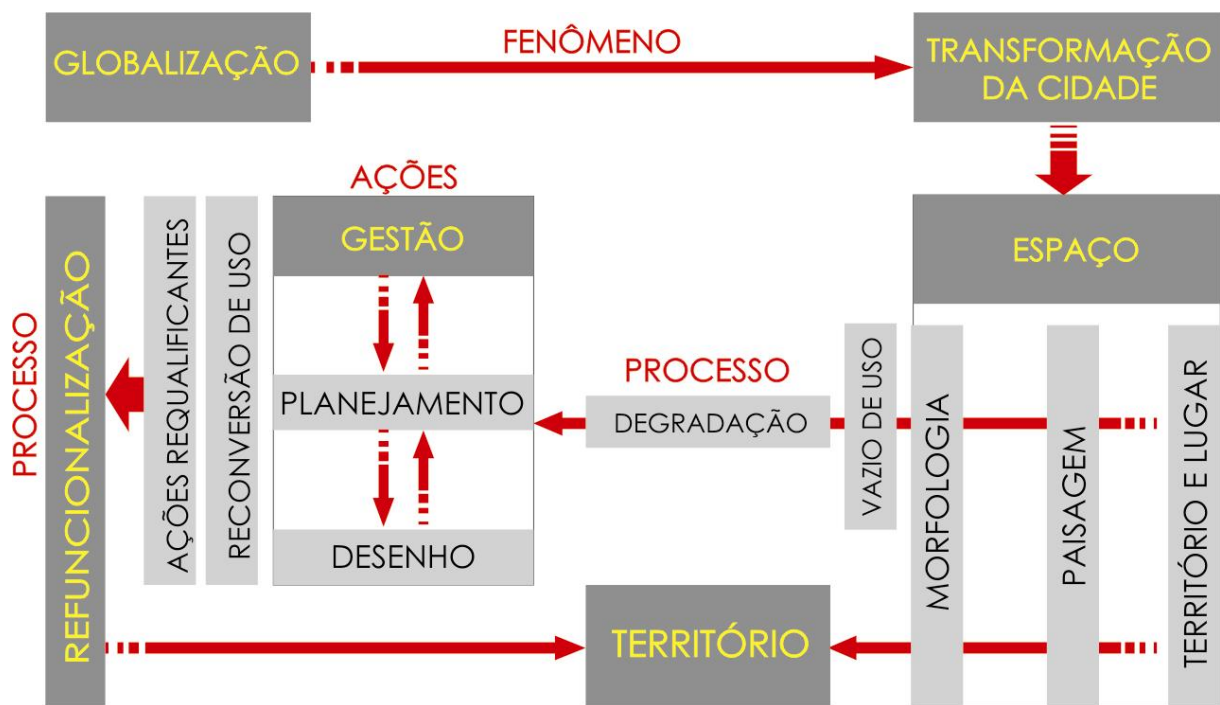 GLOBALIZAÇÃO
FENÔMENO
TRANSFORMAÇÃO
DA CIDADE
AÇÕES
GESTÃO
ESPAÇO
PROCESSO
REFUNCIONALIZAÇÃO
AÇÕES REQUALIFICANTES
RECONVERSÃO DE USO
PLANEJAMENTO
DESENHO
PROCESSO
DEGRADAÇÃO
VAZIO DE USO
MORFOLOGIA
PAISAGEM
TERRITÓRIO E LUGAR
TERRITÓRIO